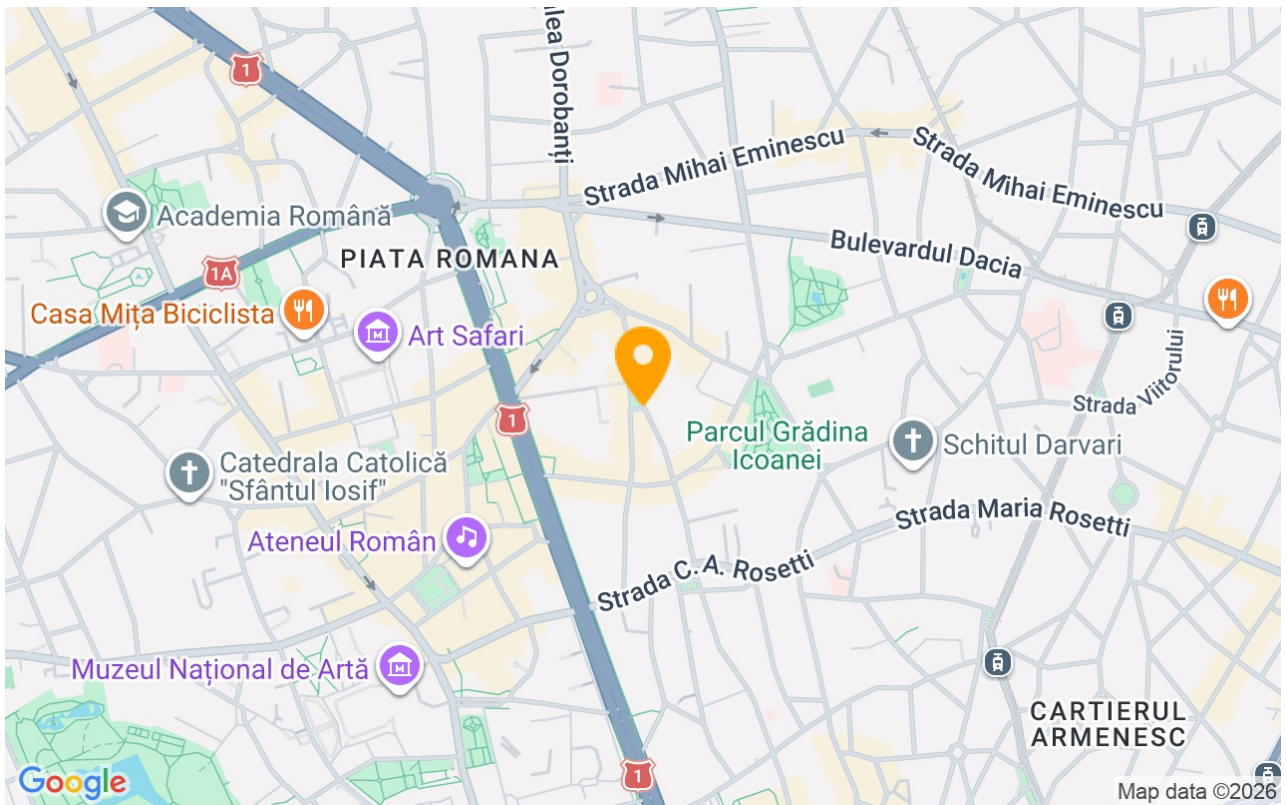 1
lea Dorobanți
Strada Mihai Eminescu
Strada Mihai Eminescu
Academia Română
PIATA ROMANA
1A
Bulevardul Dacia
Casa Mița Biciclista
Art Safari
Strada Viitorului
1
Parcul Grădina
Icoanei
Schitul Darvari
Catedrala Catolică
"Sfântul Iosif"
Strada Maria Rosetti
Ateneul Român
Strada C. A. Rosetti
Muzeul Național de Artă
CARTIERUL
ARMENESC
1
Google
Map data ©2026